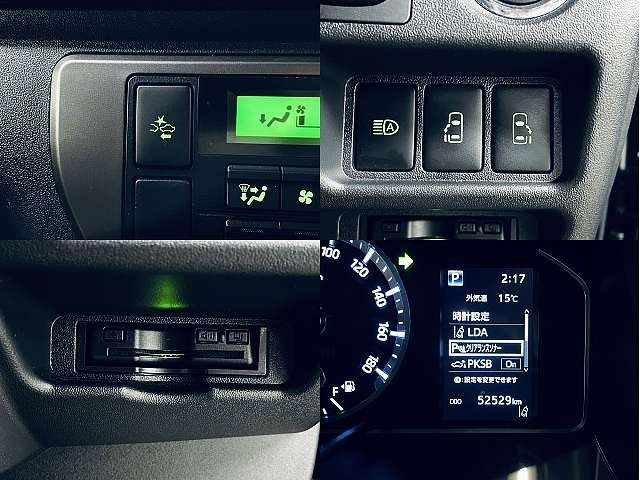 A
P 2:17
外気温 15℃
時計設定
LDA
P クリアランスソナー
PKSB On
:設定を変更できます
ODO 52529km
100
120
140
160
180
F